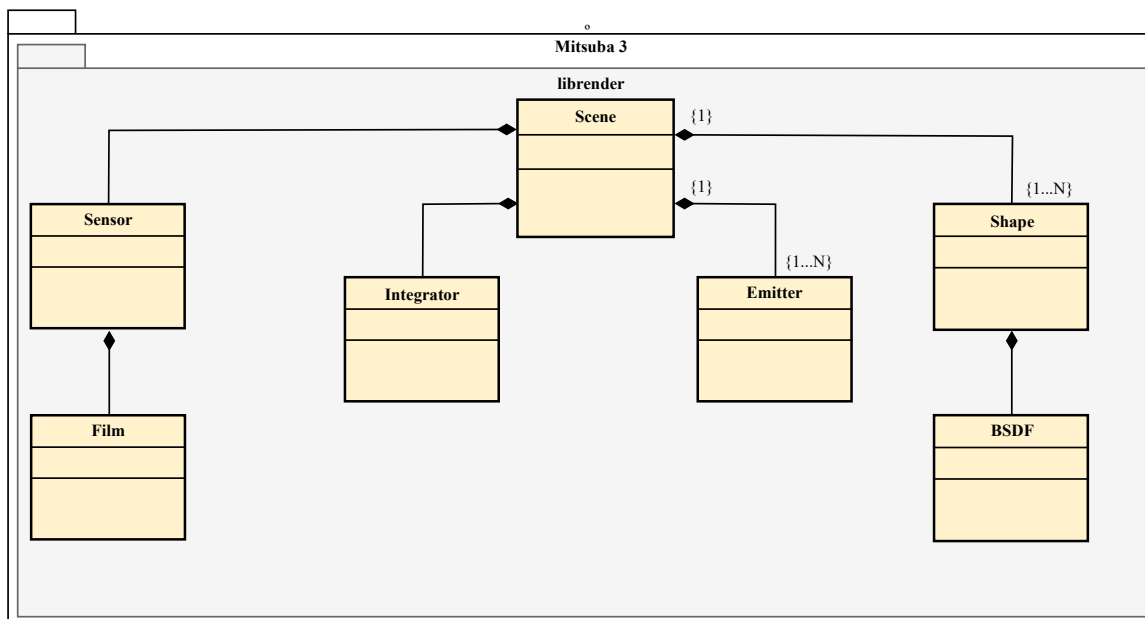 o
Mitsuba 3
librender
Scene
{1}
{1}
{1...N}
Sensor
Shape
{1...N}
Integrator
Emitter
Film
BSDF